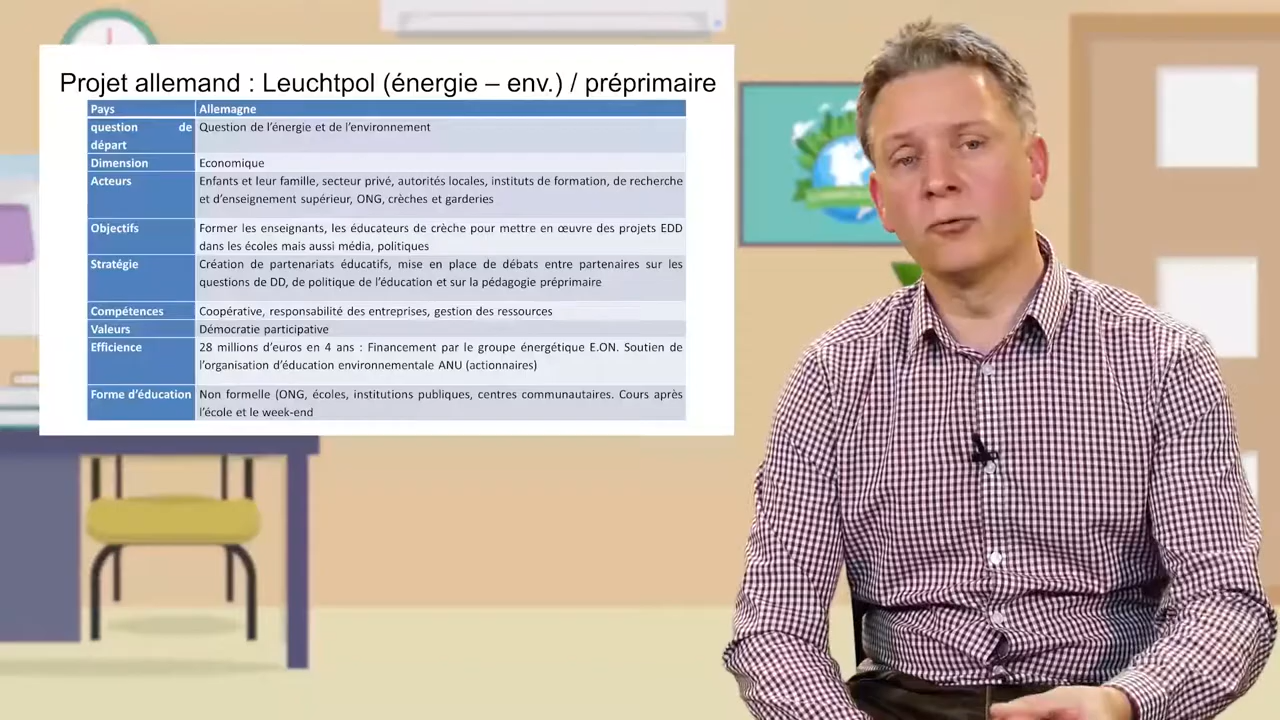 Projet allemand : Leuchtpol (énergie – env.) / préprimaire
Pays Allemagne
question de départ Question de l'énergie et de l'environnement
Dimension Economique
Acteurs Enfants et leur famille, secteur privé, autorités locales, instituts de formation, de recherche
et d'enseignement supérieur, ONG, crèches et garderies
Objectifs Former les enseignants, les éducateurs de crèche pour mettre en œuvre des projets EDD
dans les écoles mais aussi média, politiques
Stratégie Création de partenariats éducatifs, mise en place de débats entre partenaires sur les
questions de DD, de politique de l'éducation et sur la pédagogie préprimaire
Compétences Coopérative, responsabilité des entreprises, gestion des ressources
Valeurs Démocratie participative
Efficience 28 millions d'euros en 4 ans : Financement par le groupe énergétique E.ON. Soutien de
l'organisation d'éducation environnementale ANU (actionnaires)
Forme d'éducation Non formelle (ONG, écoles, institutions publiques, centres communautaires. Cours après
l'école et le week-end